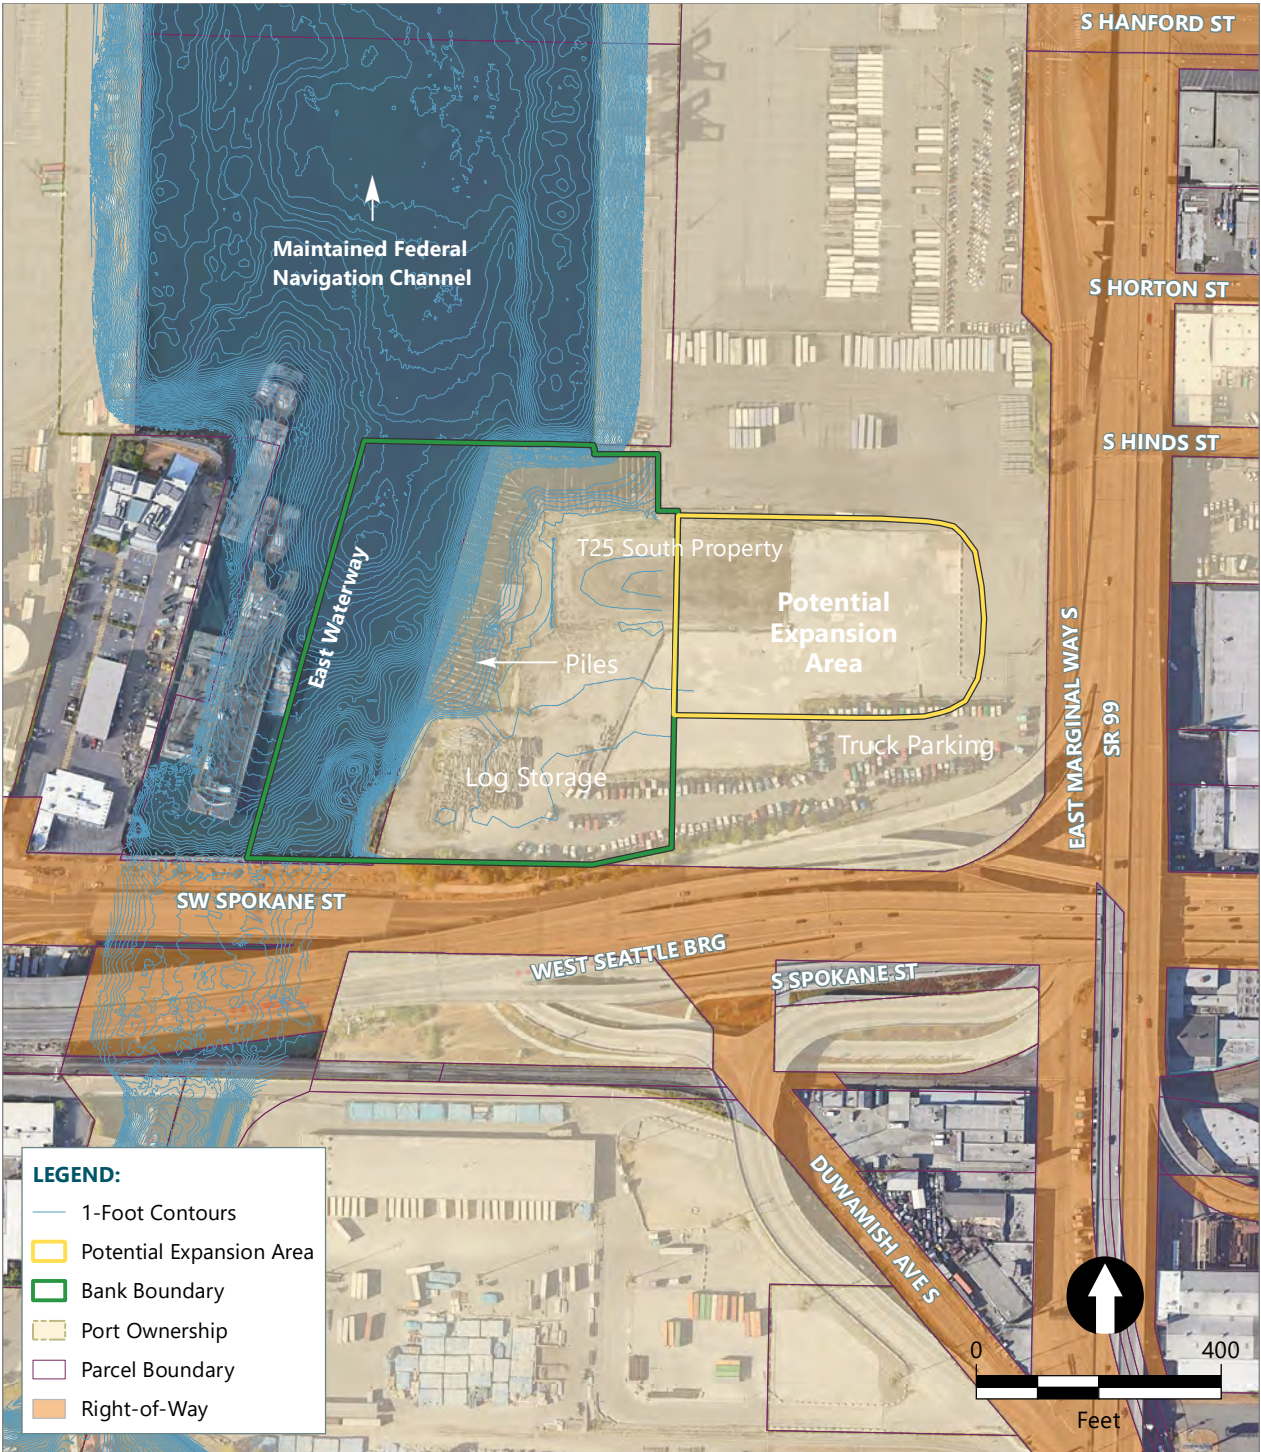 S HANFORD ST
Maintained Federal
Navigation Channel
S HORTON ST
S HINDS ST
T25 South Property
Potential
Expansion
Area
East Waterway
Piles
EAST MARGINAL WAY S
SR 99
Truck Parking
Log Storage
SW SPOKANE ST
WEST SEATTLE BRG
S SPOKANE ST
DUWAMISH AVE S
LEGEND:
1-Foot Contours
Potential Expansion Area
Bank Boundary
Port Ownership
Parcel Boundary
Right-of-Way
0 400
Feet